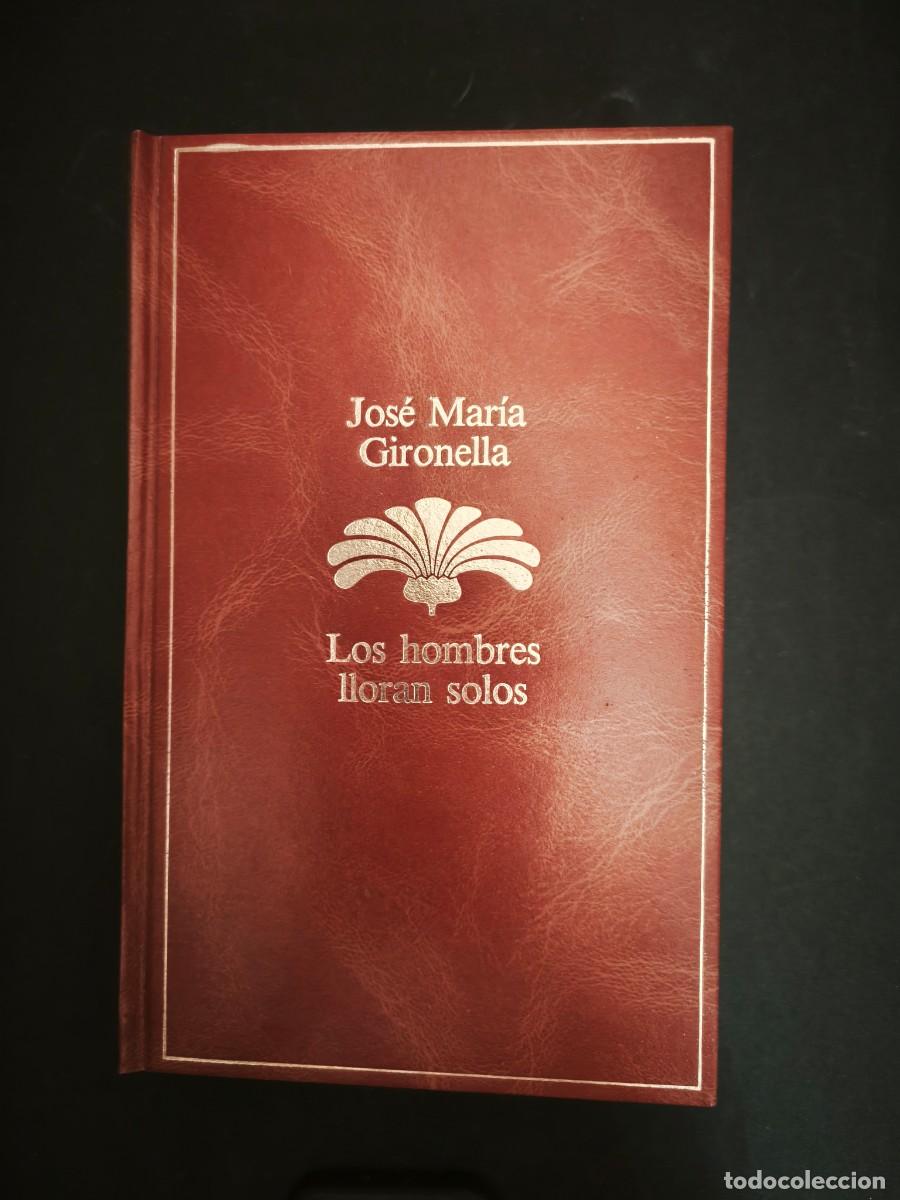 José María
Gironella
Los hombres
lloran solos
todocoleccion